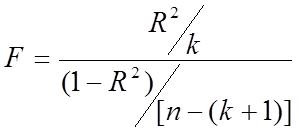 F = R²/k
(1 − R²)/[n − (k + 1)]